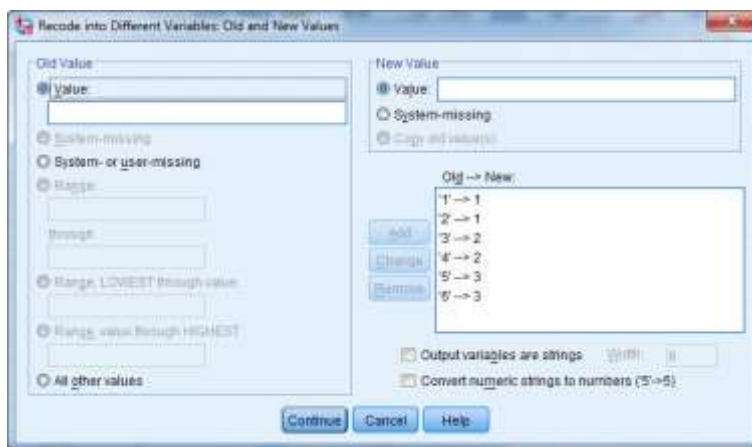 Recode into Different Variables: Old and New Values
Old Value
Value:
System-missing
System- or user-missing
Range:
through
Range, LOWEST through value:
Range, value through HIGHEST:
All other values
New Value
Value:
System-missing
Copy old value(s)
Old --> New:
Add
Change
Remove
'1' --> 1
'2' --> 1
'3' --> 2
'4' --> 2
'5' --> 3
'6' --> 3
Output variables are strings Width: 8
Convert numeric strings to numbers ('5'->5)
Continue Cancel Help